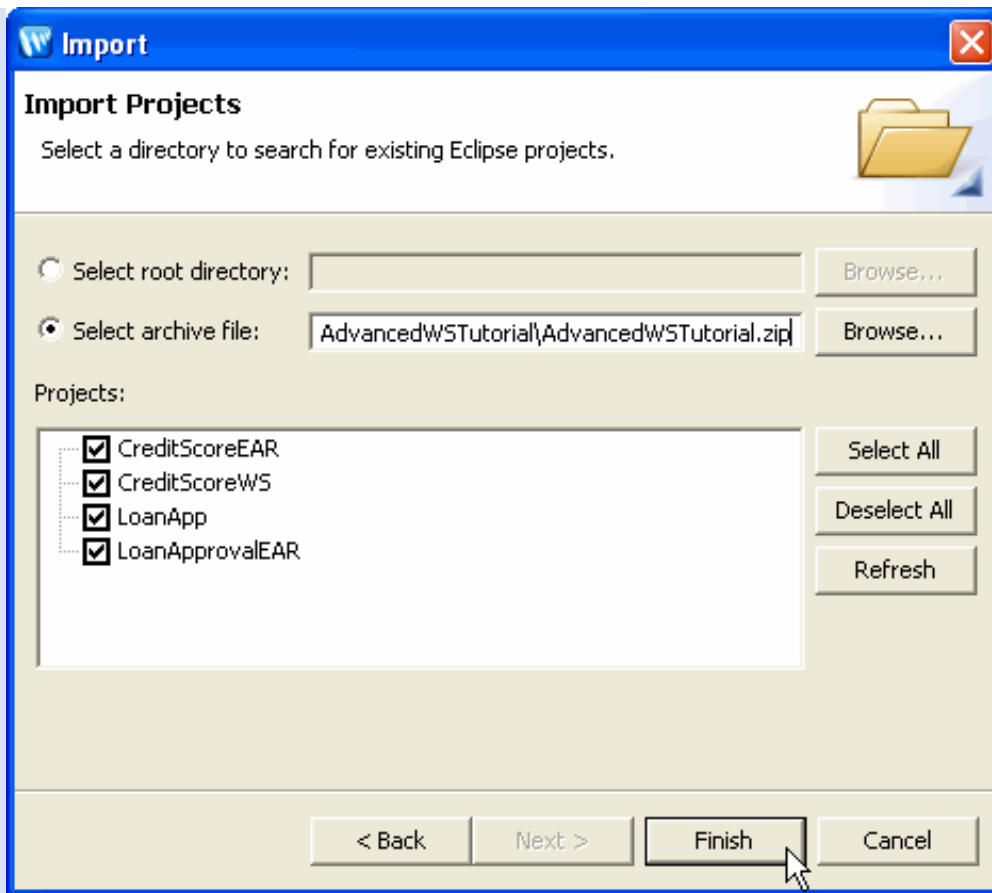 Import
Import Projects
Select a directory to search for existing Eclipse projects.
Select root directory:
Browse...
Select archive file:
AdvancedWSTutorial\AdvancedWSTutorial.zip
Browse...
Projects:
CreditScoreEAR
CreditScoreWS
LoanApp
LoanApprovalEAR
Select All
Deselect All
Refresh
< Back
Next >
Finish
Cancel